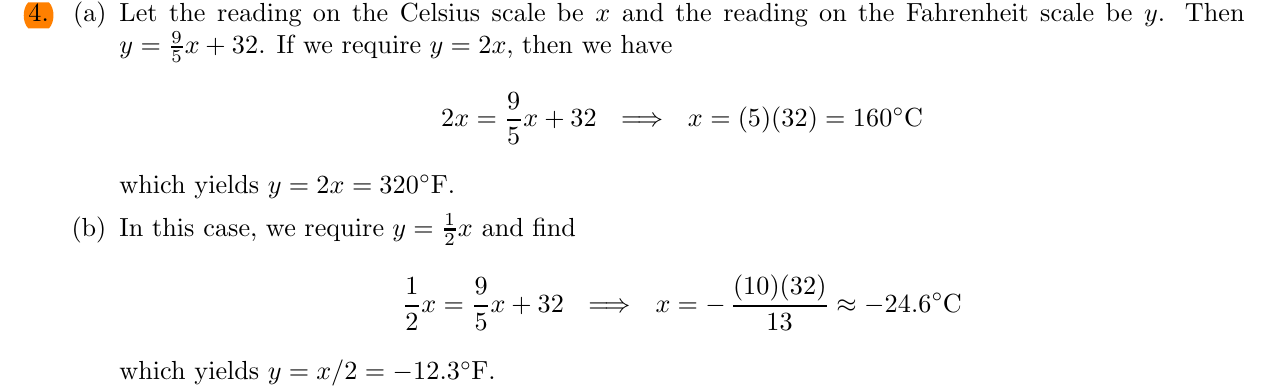 4. (a) Let the reading on the Celsius scale be x and the reading on the Fahrenheit scale be y. Then
y = 9/5 x + 32. If we require y = 2x, then we have
2x = 9/5 x + 32 ⟹ x = (5)(32) = 160°C
which yields y = 2x = 320°F.
(b) In this case, we require y = 1/2 x and find
1/2 x = 9/5 x + 32 ⟹ x = − (10)(32)/13 ≈ −24.6°C
which yields y = x/2 = −12.3°F.